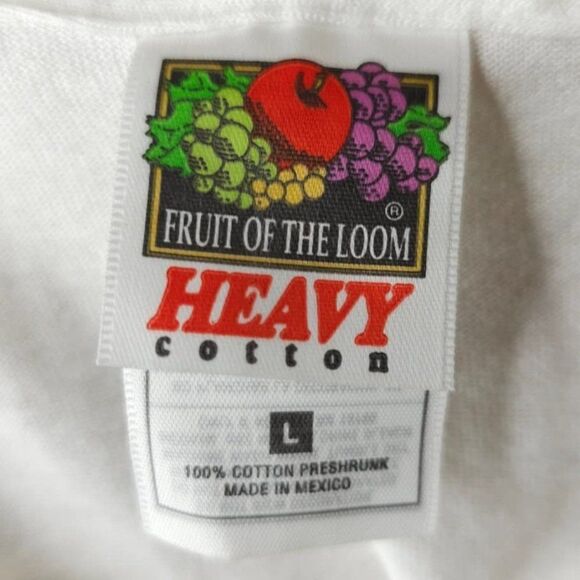 FRUIT OF THE LOOM ®
HEAVY
cotton
L
100% COTTON PRESHRUNK
MADE IN MEXICO